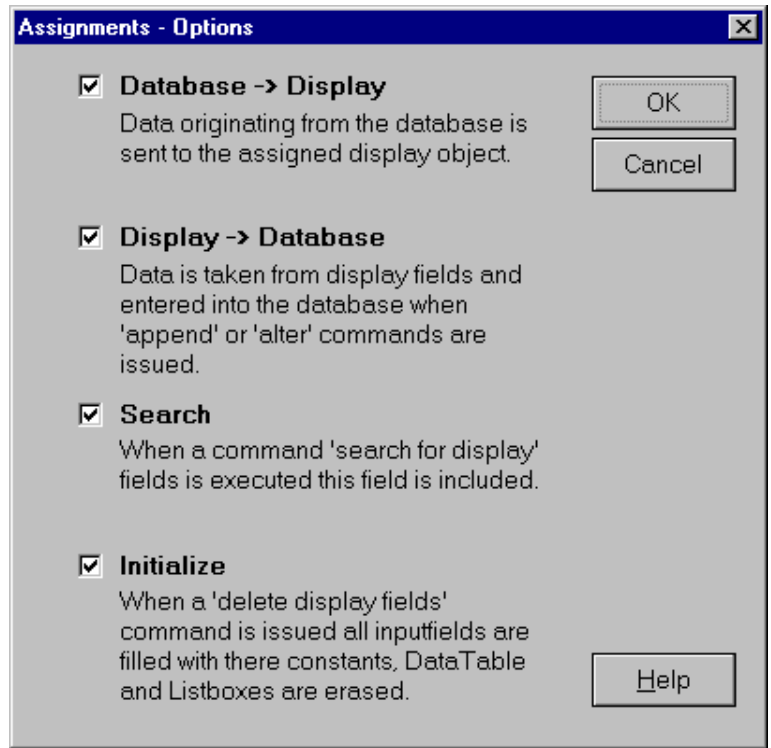 Assignments - Options
Database -> Display
Data originating from the database is
sent to the assigned display object.
OK
Cancel
Display -> Database
Data is taken from display fields and
entered into the database when
'append' or 'alter' commands are
issued.
Search
When a command 'search for display'
fields is executed this field is included.
Initialize
When a 'delete display fields'
command is issued all inputfields are
filled with there constants, DataTable
and Listboxes are erased.
Help